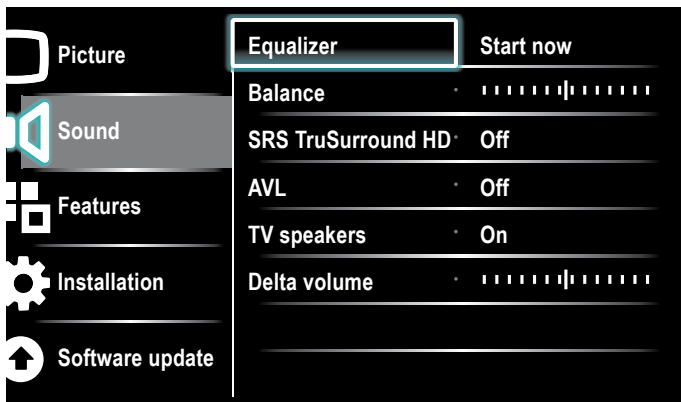 Picture
Sound
Features
Installation
Software update
Equalizer Start now
Balance
SRS TruSurround HD Off
AVL Off
TV speakers On
Delta volume